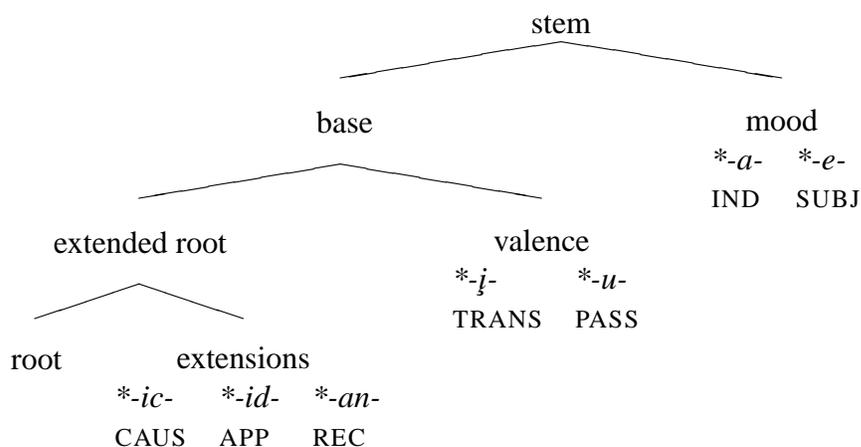 stem
base mood
*-a- *-e-
IND SUBJ
extended root valence
*-i̧- *-u-
TRANS PASS
root extensions
*-ic- *-id- *-an-
CAUS APP REC